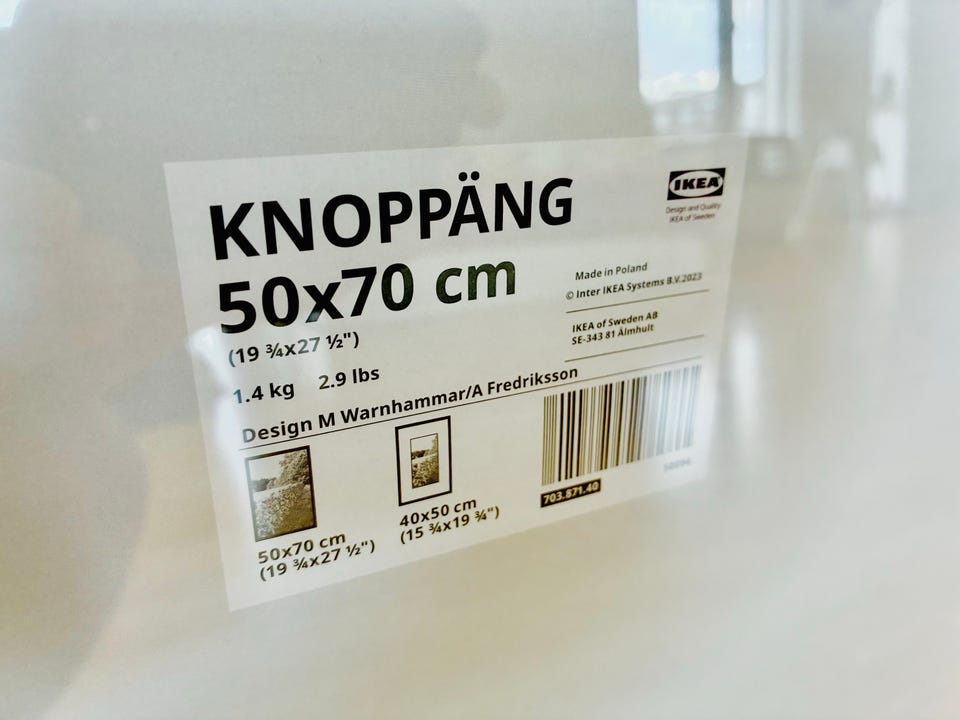 KNOPPÄNG
50x70 cm
(19 ¾x27 ½")
1.4 kg 2.9 lbs
Design M Warnhammar/A Fredriksson
IKEA
Design and Quality
IKEA of Sweden
Made in Poland
© Inter IKEA Systems B.V.2023
IKEA of Sweden AB
SE-343 81 Älmhult
50x70 cm
(19 ¾x27 ½")
40x50 cm
(15 ¾x19 ¾")
703.871.40